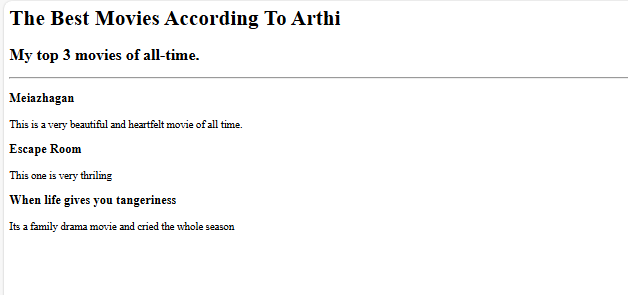 The Best Movies According To Arthi
My top 3 movies of all-time.
Meiazhagan
This is a very beautiful and heartfelt movie of all time.
Escape Room
This one is very thriling
When life gives you tangeriness
Its a family drama movie and cried the whole season